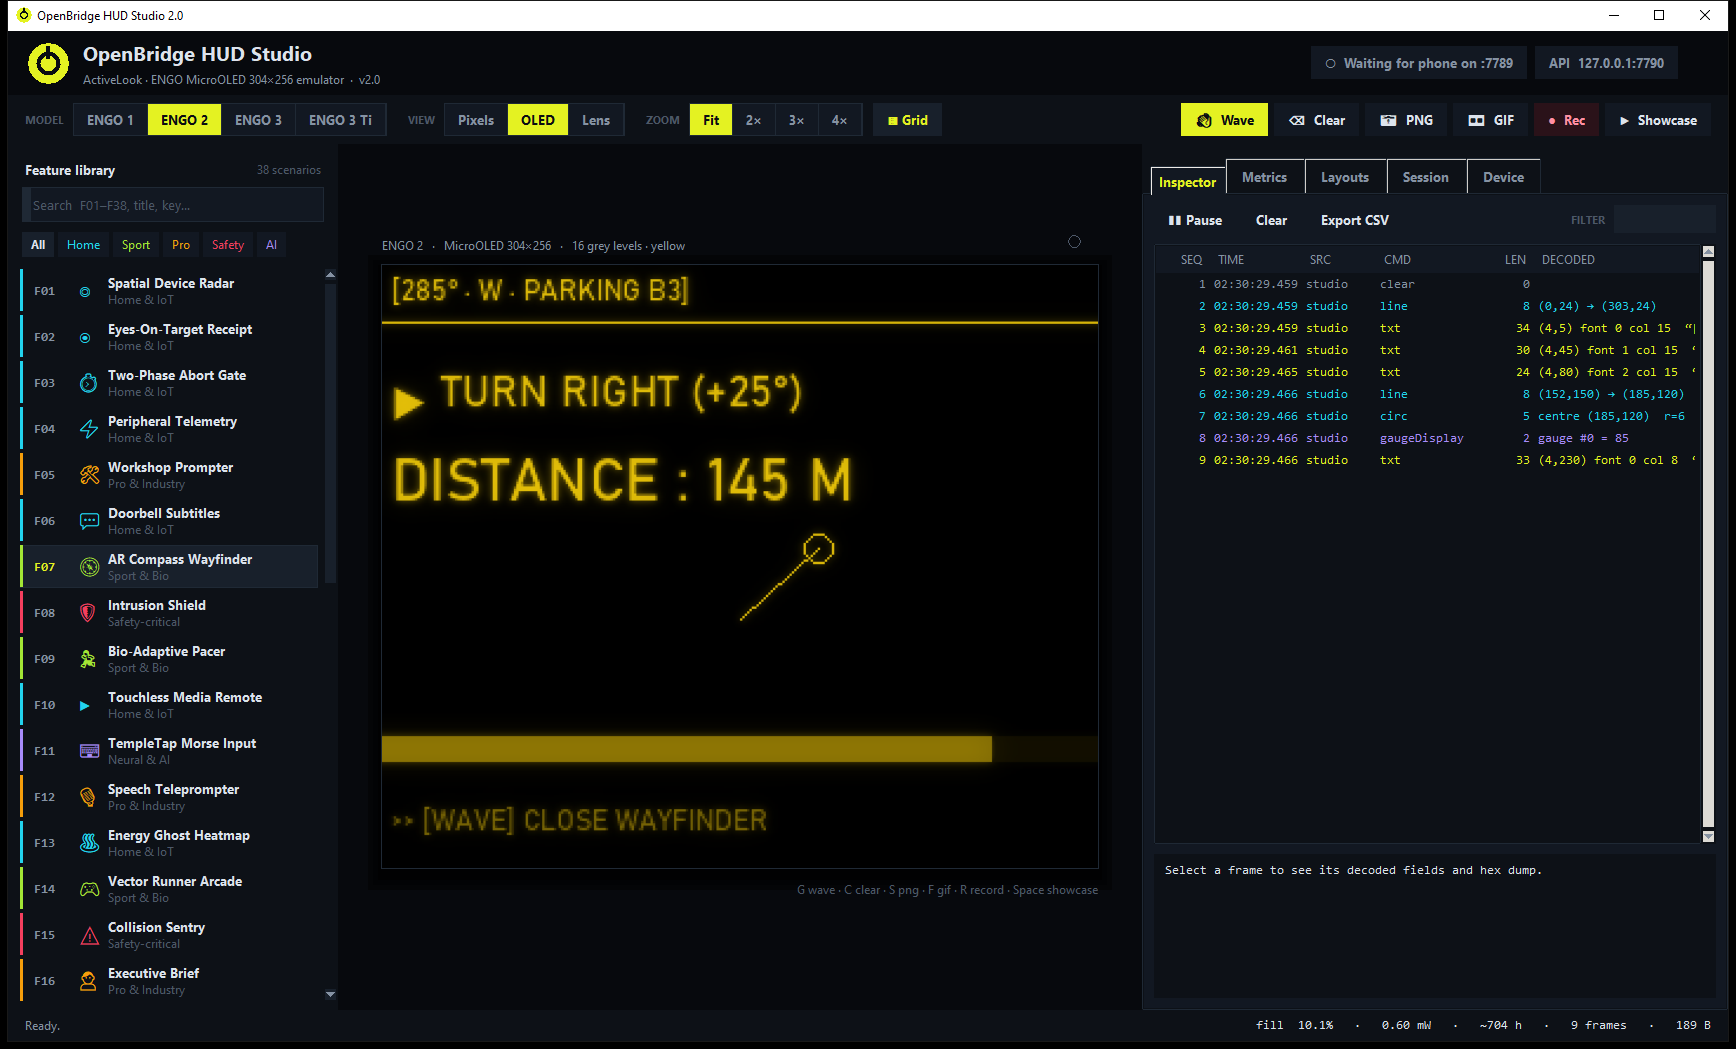 OpenBridge HUD Studio 2.0
OpenBridge HUD Studio
ActiveLook · ENGO MicroOLED 304×256 emulator · v2.0
Waiting for phone on :7789
API 127.0.0.1:7790
MODEL ENGO 1 ENGO 2 ENGO 3 ENGO 3 Ti VIEW Pixels OLED Lens ZOOM Fit 2× 3× 4× Grid
Wave Clear PNG GIF Rec Showcase
Feature library 38 scenarios
Search F01–F38, title, key...
All Home Sport Pro Safety AI
F01 Spatial Device Radar
Home & IoT
F02 Eyes-On-Target Receipt
Home & IoT
F03 Two-Phase Abort Gate
Home & IoT
F04 Peripheral Telemetry
Home & IoT
F05 Workshop Prompter
Pro & Industry
F06 Doorbell Subtitles
Home & IoT
F07 AR Compass Wayfinder
Sport & Bio
F08 Intrusion Shield
Safety-critical
F09 Bio-Adaptive Pacer
Sport & Bio
F10 Touchless Media Remote
Home & IoT
F11 TempleTap Morse Input
Neural & AI
F12 Speech Teleprompter
Pro & Industry
F13 Energy Ghost Heatmap
Home & IoT
F14 Vector Runner Arcade
Sport & Bio
F15 Collision Sentry
Safety-critical
F16 Executive Brief
Pro & Industry
Ready.
ENGO 2 · MicroOLED 304×256 · 16 grey levels · yellow
[285° · W · PARKING B3]
TURN RIGHT (+25°)
DISTANCE : 145 M
>> [WAVE] CLOSE WAYFINDER
G wave · C clear · S png · F gif · R record · Space showcase
Inspector Metrics Layouts Session Device
Pause Clear Export CSV FILTER
SEQ TIME SRC CMD LEN DECODED
1 02:30:29.459 studio clear 0
2 02:30:29.459 studio line 8 (0,24) → (303,24)
3 02:30:29.459 studio txt 34 (4,5) font 0 col 15 “[
4 02:30:29.461 studio txt 30 (4,45) font 1 col 15 “
5 02:30:29.465 studio txt 24 (4,80) font 2 col 15 “
6 02:30:29.466 studio line 8 (152,150) → (185,120)
7 02:30:29.466 studio circ 5 centre (185,120) r=6
8 02:30:29.466 studio gaugeDisplay 2 gauge #0 = 85
9 02:30:29.466 studio txt 33 (4,230) font 0 col 8 “
Select a frame to see its decoded fields and hex dump.
fill 10.1% · 0.60 mW · ~704 h · 9 frames · 189 B